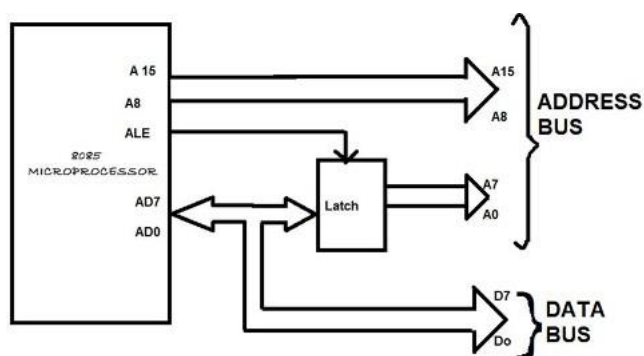 A 15
A8
ALE
8085
MICROPROCESSOR
AD7
AD0
Latch
A15
A8
A7
A0
D7
Do
ADDRESS
BUS
DATA
BUS